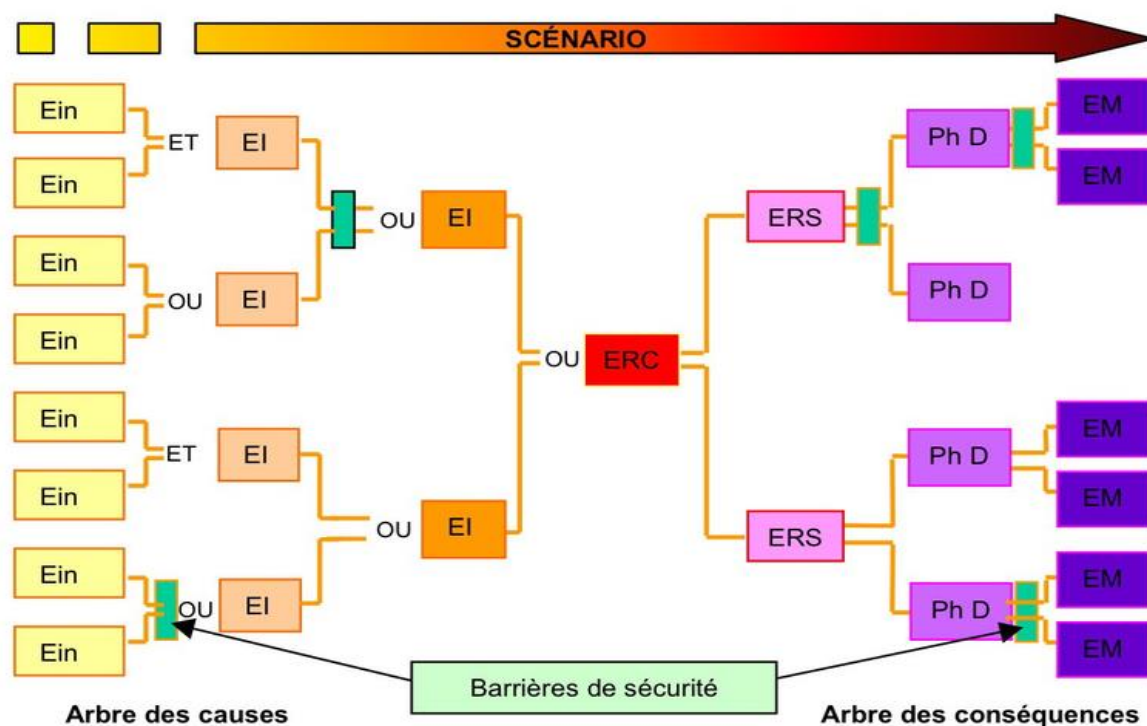 SCÉNARIO
Ein
Ein
Ein
Ein
Ein
Ein
Ein
Ein
ET
OU
ET
OU
EI
EI
EI
EI
OU
OU
EI
EI
OU
ERC
ERS
ERS
Ph D
Ph D
Ph D
Ph D
EM
EM
EM
EM
EM
EM
Barrières de sécurité
Arbre des causes
Arbre des conséquences